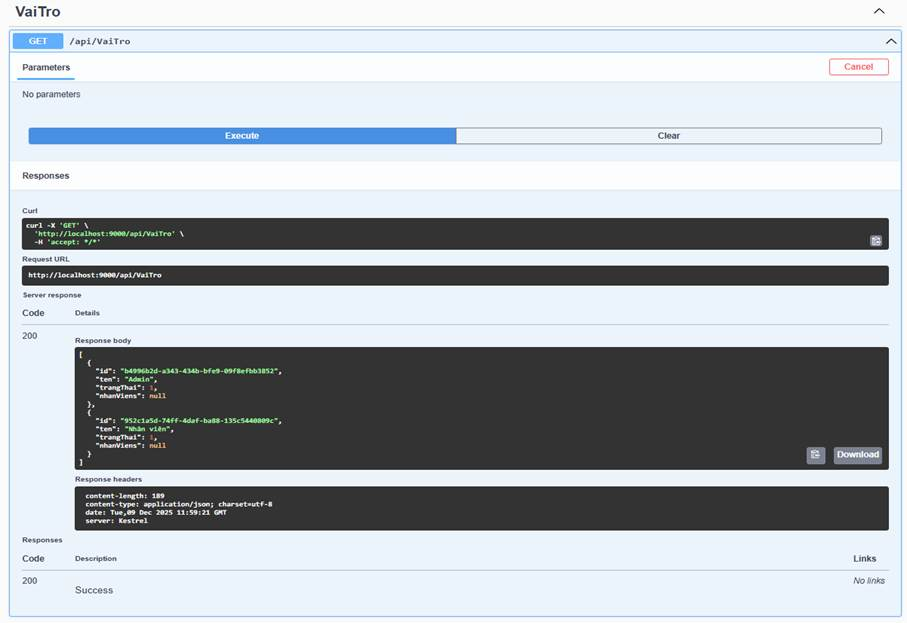 VaiTro
GET /api/VaiTro
Parameters
Cancel
No parameters
Execute
Clear
Responses
Curl
curl -X 'GET' \
'http://localhost:9000/api/VaiTro' \
-H 'accept: */*'
Request URL
http://localhost:9000/api/VaiTro
Server response
Code Details
200
Response body
[
{
"id": "b4996b2d-a343-434b-bfe9-09f8efbb3852",
"ten": "Admin",
"trangThai": 1,
"nhanViens": null
},
{
"id": "952c1a5d-74ff-4daf-ba88-135c5440809c",
"ten": "Nhân viên",
"trangThai": 1,
"nhanViens": null
}
]
Download
Response headers
content-length: 189
content-type: application/json; charset=utf-8
date: Tue,09 Dec 2025 11:59:21 GMT
server: Kestrel
Responses
Code Description Links
200 No links
Success